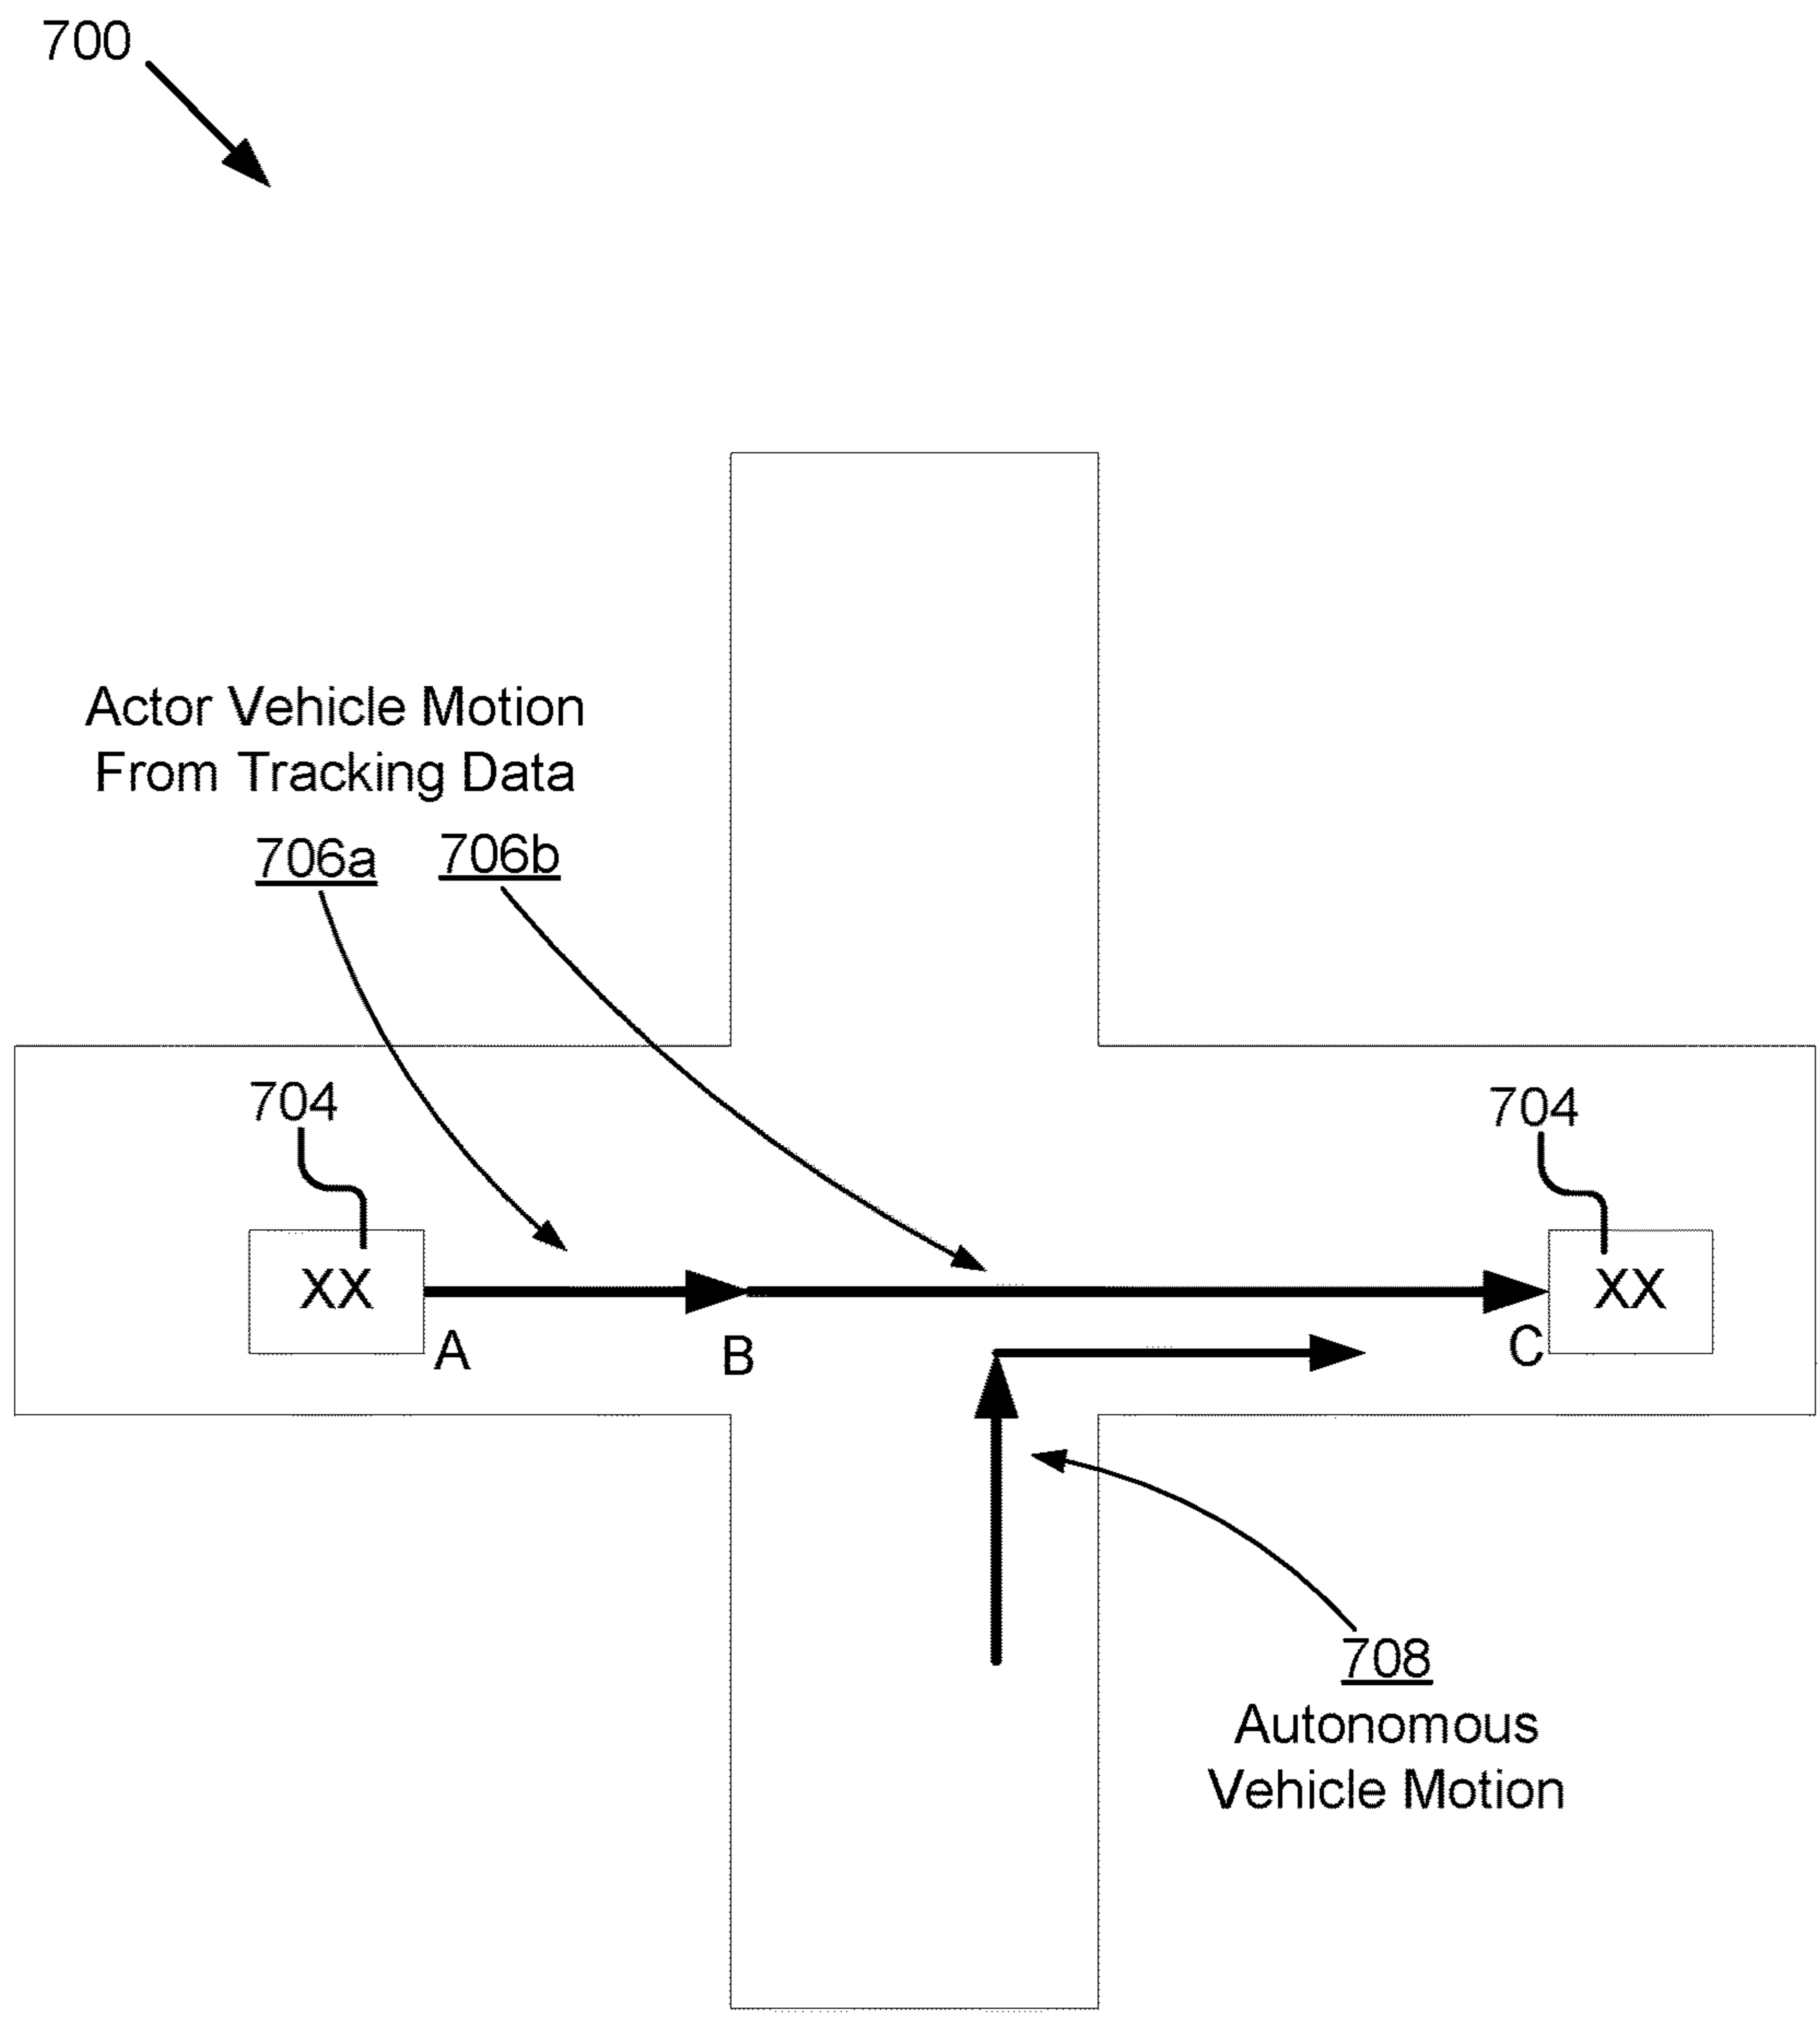 700
Actor Vehicle Motion
From Tracking Data
706a 706b
704 704
XX XX
A B C
708
Autonomous
Vehicle Motion